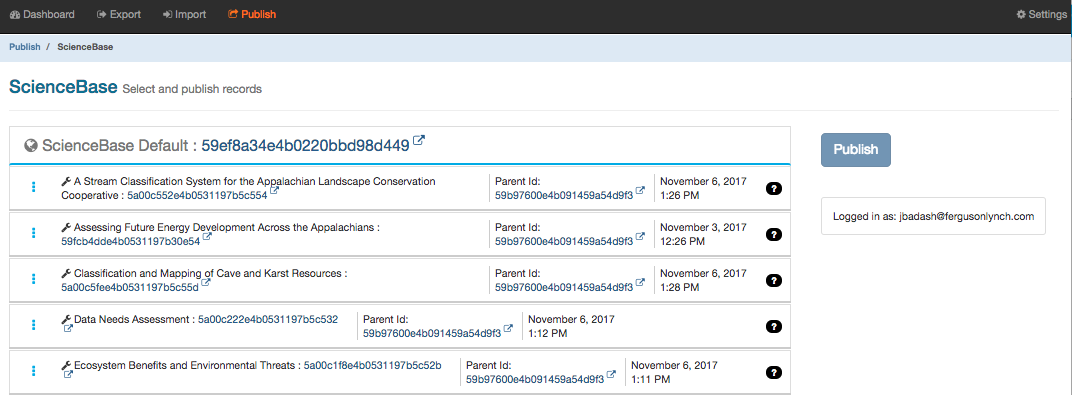 Dashboard Export Import Publish Settings
Publish / ScienceBase
ScienceBase Select and publish records
ScienceBase Default : 59ef8a34e4b0220bbd98d449
Publish
A Stream Classification System for the Appalachian Landscape Conservation
Cooperative : 5a00c552e4b0531197b5c554
Parent Id:
59b97600e4b091459a54d9f3
November 6, 2017
1:26 PM
?
Logged in as: jbadash@fergusonlynch.com
Assessing Future Energy Development Across the Appalachians :
59fcb4dde4b0531197b30e54
Parent Id:
59b97600e4b091459a54d9f3
November 3, 2017
12:26 PM
?
Classification and Mapping of Cave and Karst Resources :
5a00c5fee4b0531197b5c55d
Parent Id:
59b97600e4b091459a54d9f3
November 6, 2017
1:28 PM
?
Data Needs Assessment : 5a00c222e4b0531197b5c532
Parent Id:
59b97600e4b091459a54d9f3
November 6, 2017
1:12 PM
?
Ecosystem Benefits and Environmental Threats : 5a00c1f8e4b0531197b5c52b
Parent Id:
59b97600e4b091459a54d9f3
November 6, 2017
1:11 PM
?